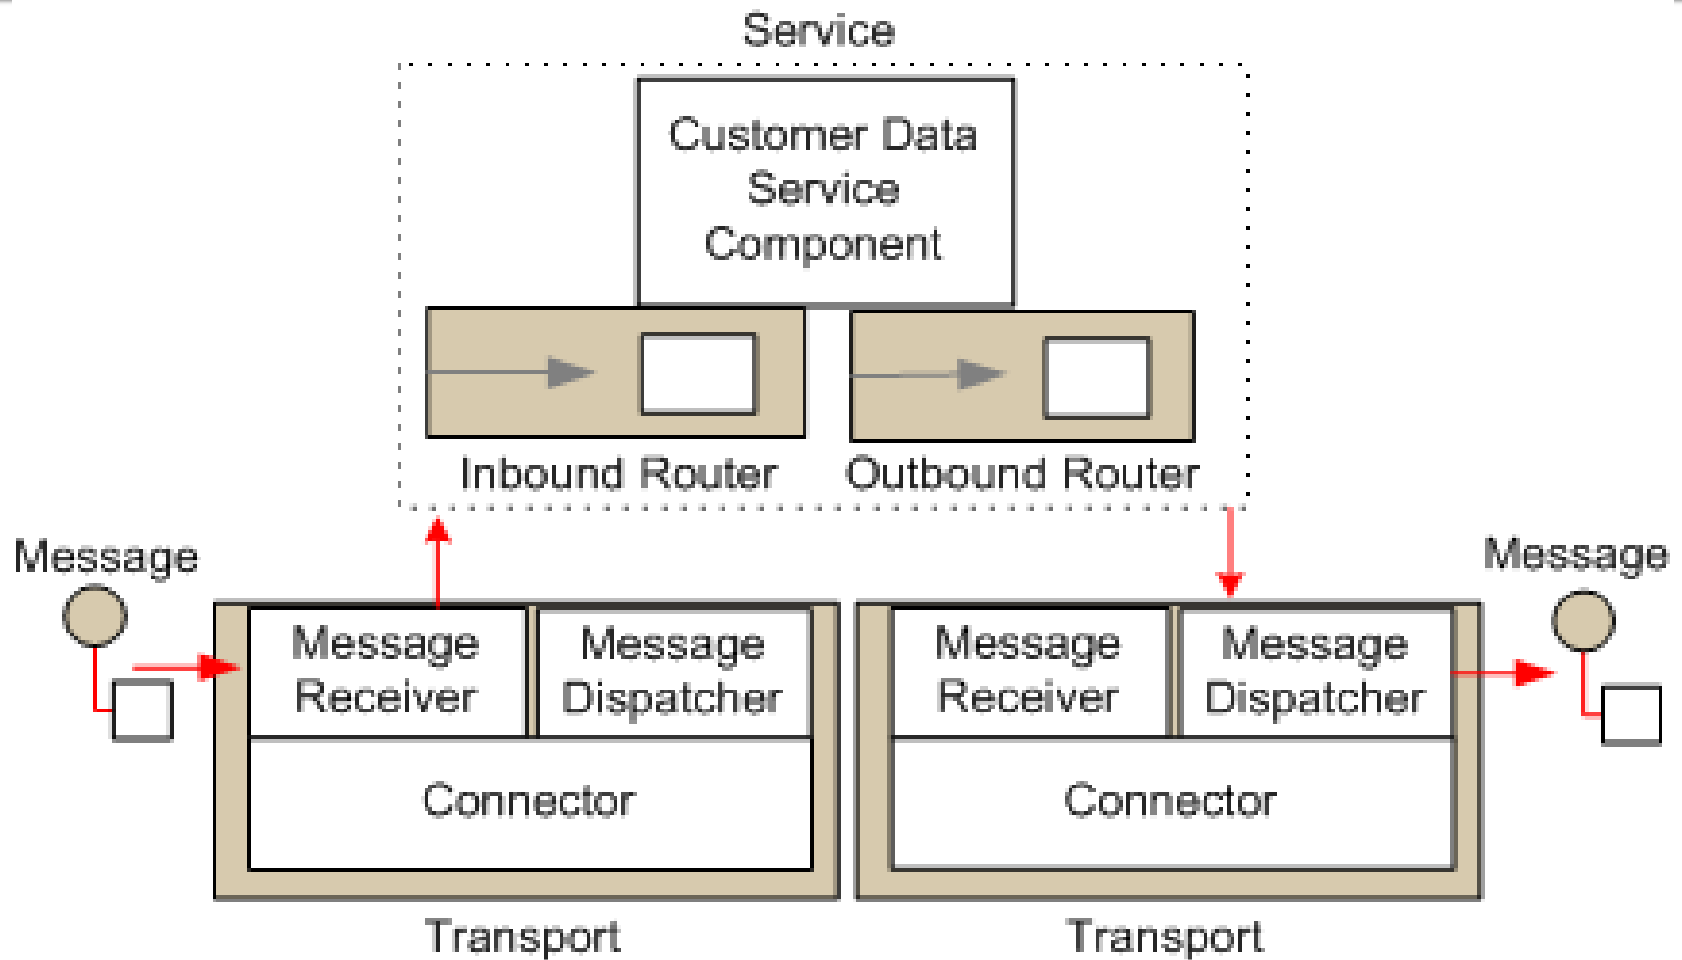 Service
Customer Data
Service
Component
Inbound Router
Outbound Router
Message
Message
Message
Receiver
Message
Dispatcher
Connector
Transport
Message
Receiver
Message
Dispatcher
Connector
Transport